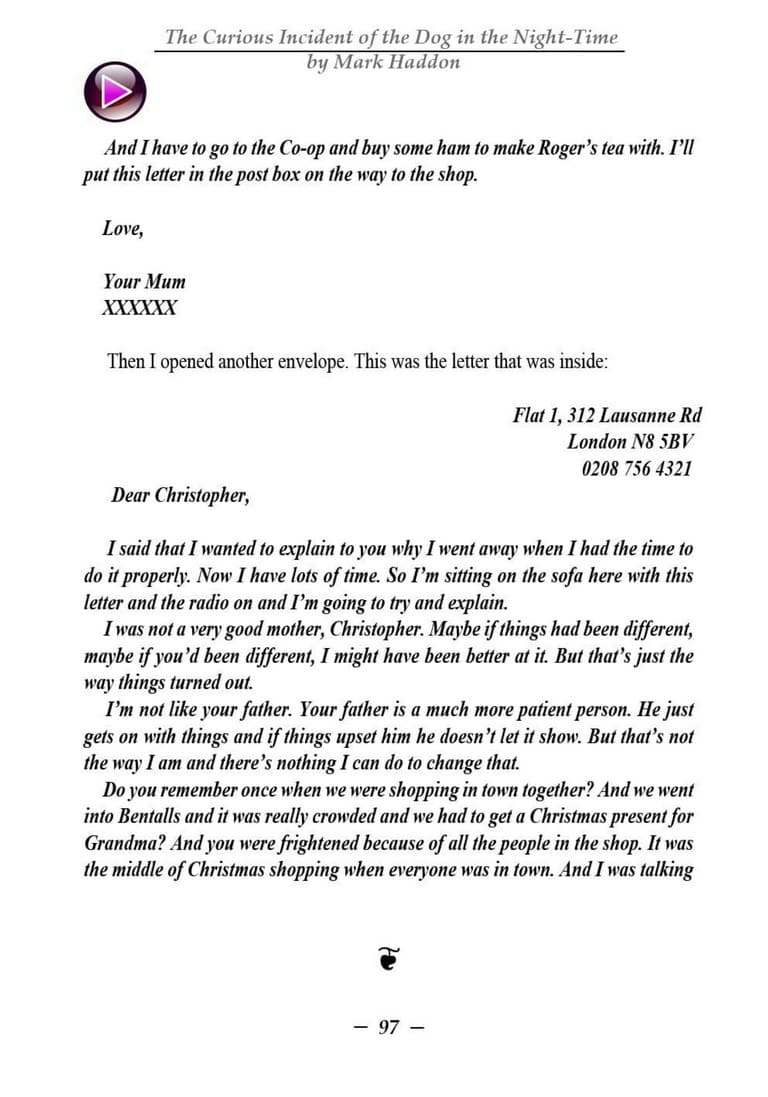 The Curious Incident of the Dog in the Night-Time
by Mark Haddon
And I have to go to the Co-op and buy some ham to make Roger's tea with. I'll
put this letter in the post box on the way to the shop.
Love,
Your Mum
XXXXXX
Then I opened another envelope. This was the letter that was inside:
Flat 1, 312 Lausanne Rd
London N8 5BV
0208 756 4321
Dear Christopher,
I said that I wanted to explain to you why I went away when I had the time to
do it properly. Now I have lots of time. So I'm sitting on the sofa here with this
letter and the radio on and I'm going to try and explain.
I was not a very good mother, Christopher. Maybe if things had been different,
maybe if you'd been different, I might have been better at it. But that's just the
way things turned out.
I'm not like your father. Your father is a much more patient person. He just
gets on with things and if things upset him he doesn't let it show. But that's not
the way I am and there's nothing I can do to change that.
Do you remember once when we were shopping in town together? And we went
into Bentalls and it was really crowded and we had to get a Christmas present for
Grandma? And you were frightened because of all the people in the shop. It was
the middle of Christmas shopping when everyone was in town. And I was talking
— 97 —